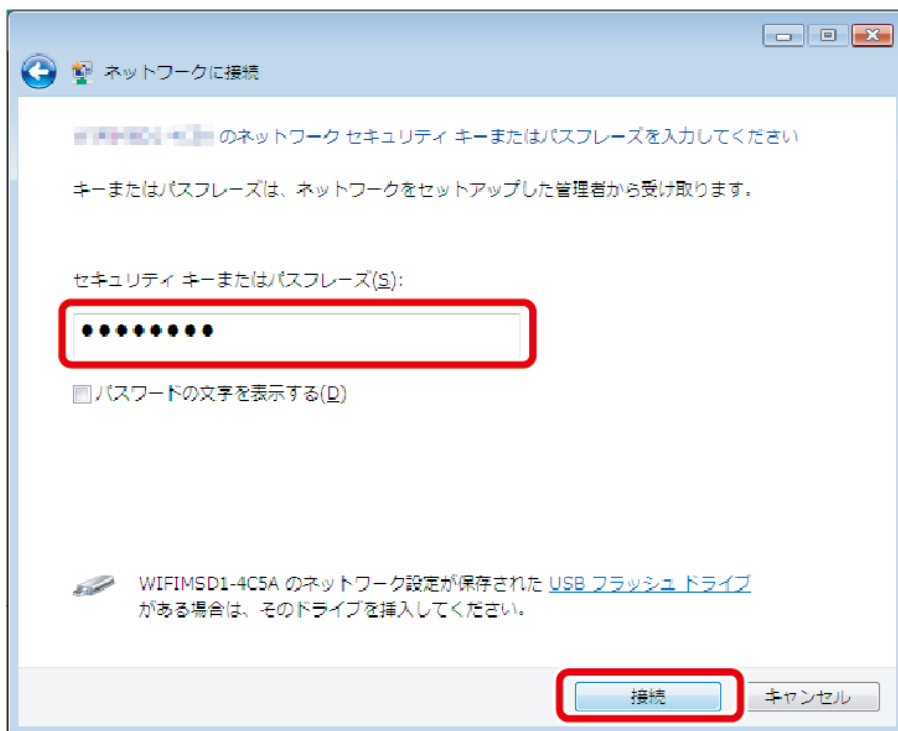 ネットワークに接続
のネットワーク セキュリティ キーまたはパスフレーズを入力してください
キーまたはパスフレーズは、ネットワークをセットアップした管理者から受け取ります。
セキュリティ キーまたはパスフレーズ(S):
●●●●●●●●
パスワードの文字を表示する(D)
WIFIMSD1-4C5A のネットワーク設定が保存された USB フラッシュ ドライブ
がある場合は、そのドライブを挿入してください。
接続 キャンセル